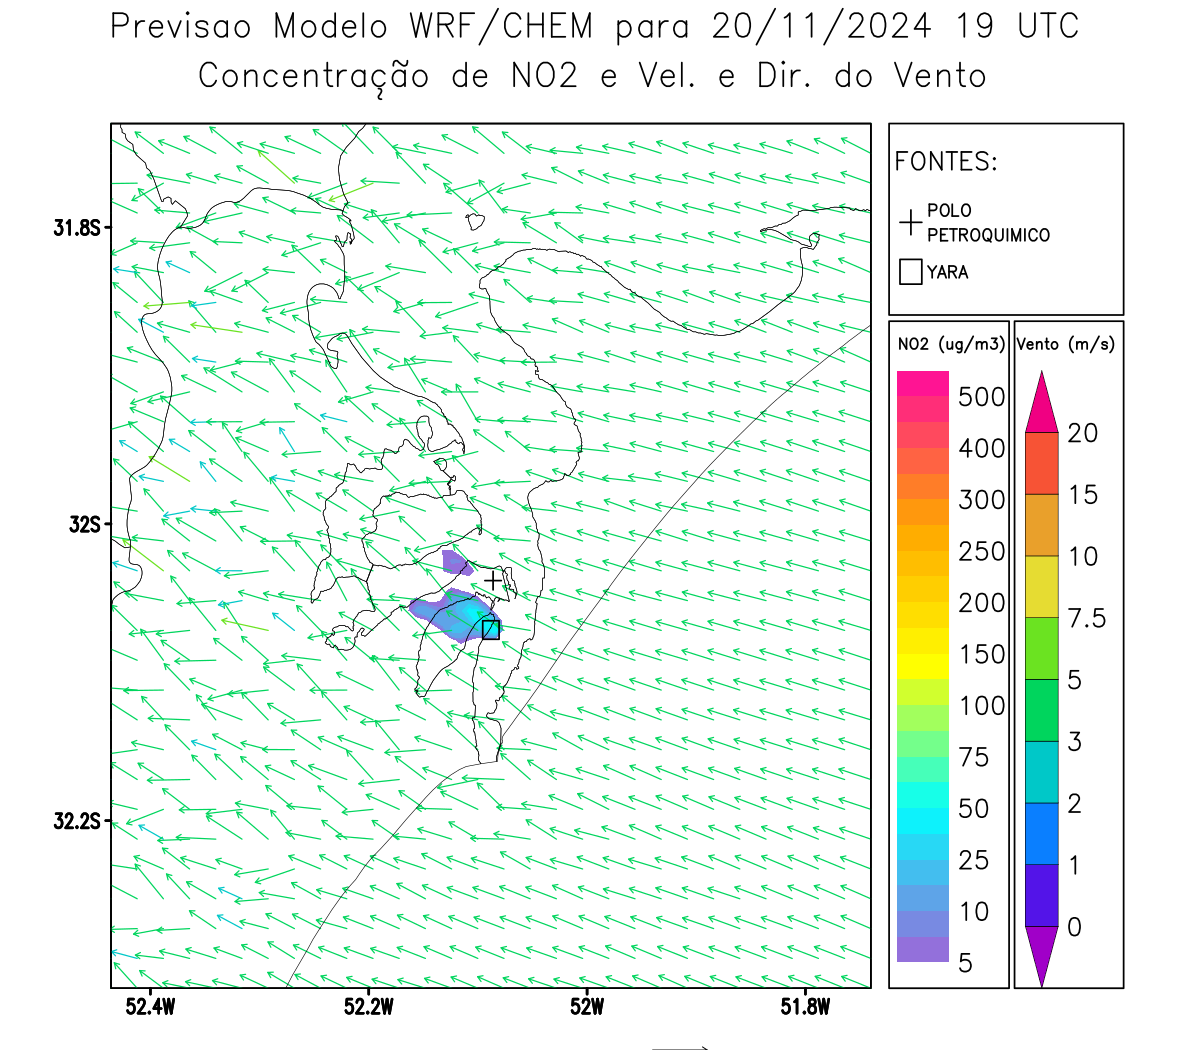 Previsao Modelo WRF/CHEM para 20/11/2024 19 UTC
Concentração de NO2 e Vel. e Dir. do Vento
FONTES:
POLO
PETROQUIMICO
YARA
NO2 (ug/m3)
500
400
300
250
200
150
100
75
50
25
10
5
Vento (m/s)
20
15
10
7.5
5
3
2
1
0
31.8S
32S
32.2S
52.4W
52.2W
52W
51.8W